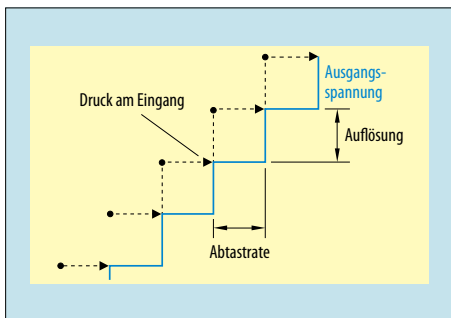 Ausgangs-
spannung
Druck am Eingang
Auflösung
Abtastrate